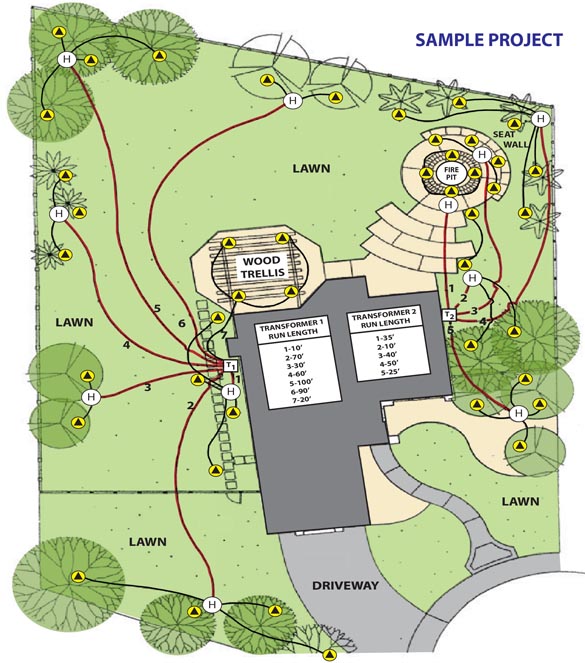 SAMPLE PROJECT
H
H
H
SEAT
WALL
H
LAWN
FIRE
PIT
H
H
WOOD
TRELLIS
H
1
2
3
4
5
T2
5
6
7
LAWN
4
3
2
1
T1
H
H
TRANSFORMER 1
RUN LENGTH
1-10'
2-70'
3-30'
4-60'
5-100'
6-90'
7-20'
TRANSFORMER 2
RUN LENGTH
1-35'
2-10'
3-40'
4-50'
5-25'
H
LAWN
LAWN
DRIVEWAY
H